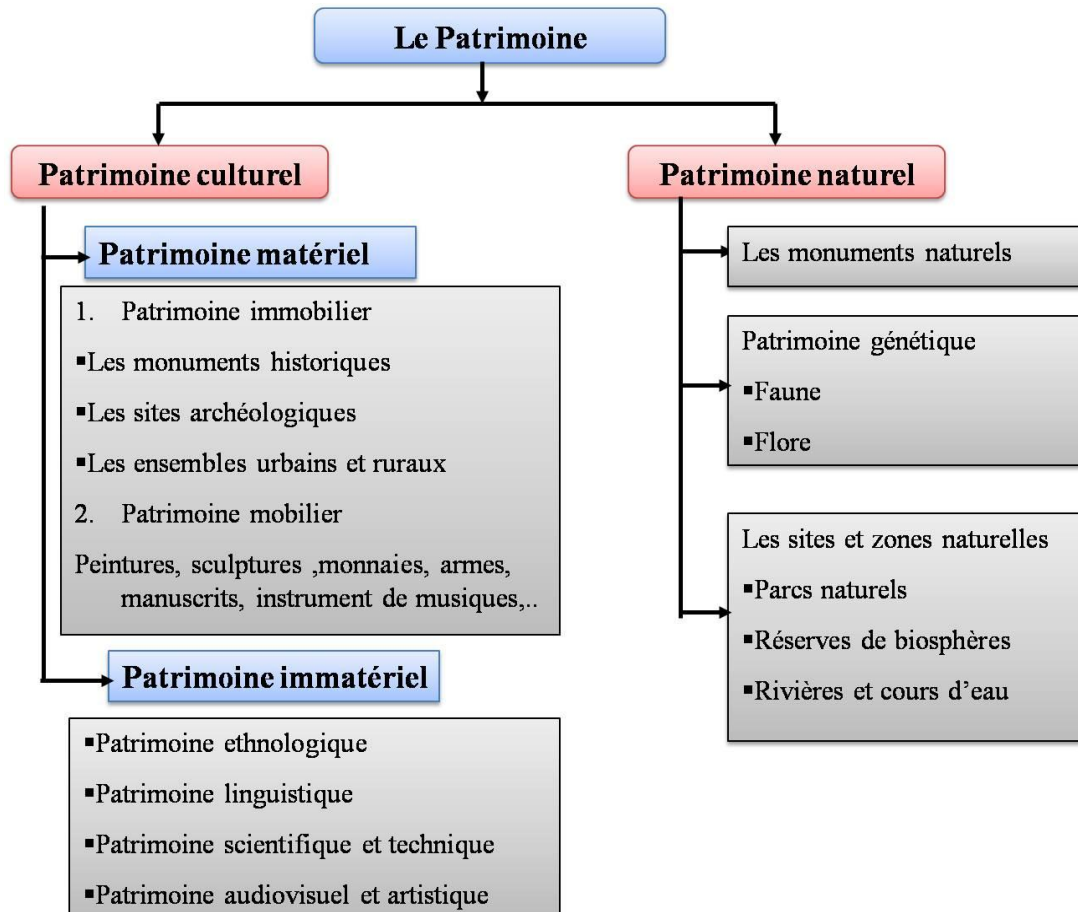 Le Patrimoine
Patrimoine culturel
Patrimoine matériel
1. Patrimoine immobilier
▪Les monuments historiques
▪Les sites archéologiques
▪Les ensembles urbains et ruraux
2. Patrimoine mobilier
Peintures, sculptures ,monnaies, armes,
manuscrits, instrument de musiques,..
Patrimoine immatériel
▪Patrimoine ethnologique
▪Patrimoine linguistique
▪Patrimoine scientifique et technique
▪Patrimoine audiovisuel et artistique
Patrimoine naturel
Les monuments naturels
Patrimoine génétique
▪Faune
▪Flore
Les sites et zones naturelles
▪Parcs naturels
▪Réserves de biosphères
▪Rivières et cours d’eau